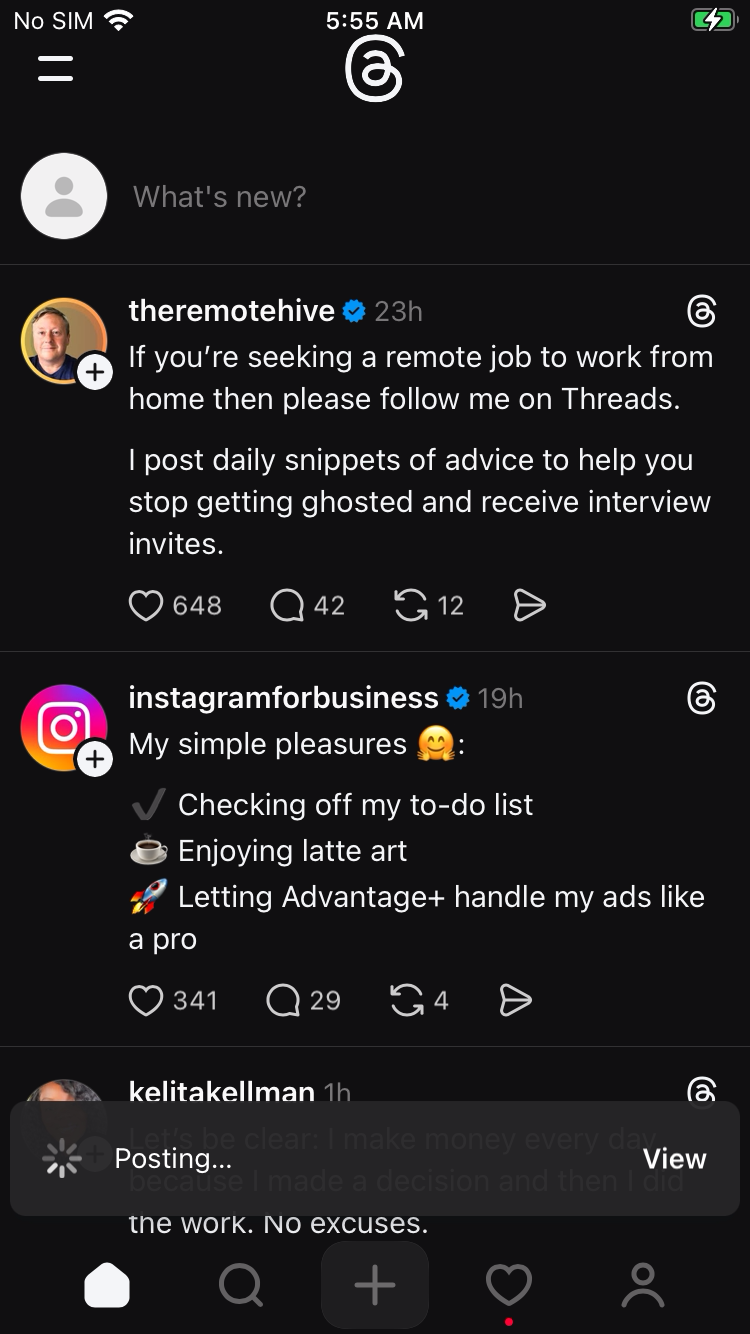 No SIM 5:55 AM
What's new?
theremotehive 23h
If you’re seeking a remote job to work from
home then please follow me on Threads.
I post daily snippets of advice to help you
stop getting ghosted and receive interview
invites.
648 42 12
instagramforbusiness 19h
My simple pleasures 🤗:
✔️ Checking off my to-do list
☕ Enjoying latte art
🚀 Letting Advantage+ handle my ads like
a pro
341 29 4
kelitakellman 1h
Let's be clear: I make money every day
Posting... View
because I made a decision and then I did
the work. No excuses.